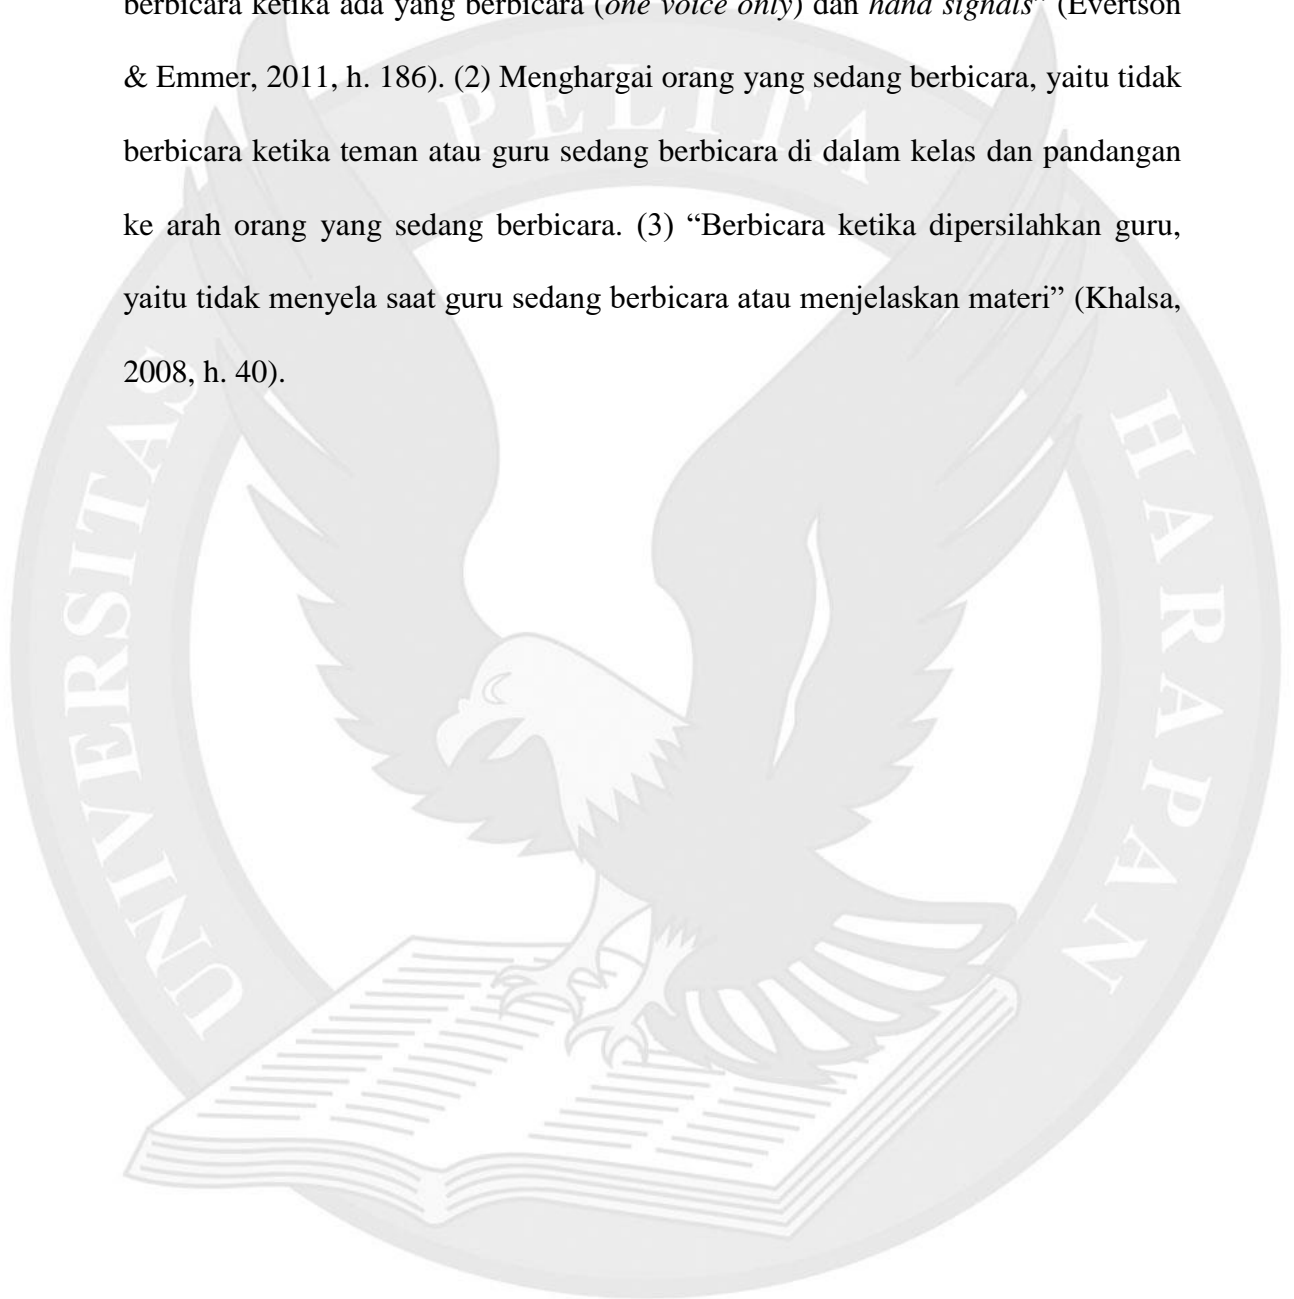 berbicara ketika ada yang berbicara (one voice only) dan hand signals” (Evertson
& Emmer, 2011, h. 186). (2) Menghargai orang yang sedang berbicara, yaitu tidak
berbicara ketika teman atau guru sedang berbicara di dalam kelas dan pandangan
ke arah orang yang sedang berbicara. (3) “Berbicara ketika dipersilahkan guru,
yaitu tidak menyela saat guru sedang berbicara atau menjelaskan materi” (Khalsa,
2008, h. 40).
UNIVERSITAS
PELITA
HARAPAN